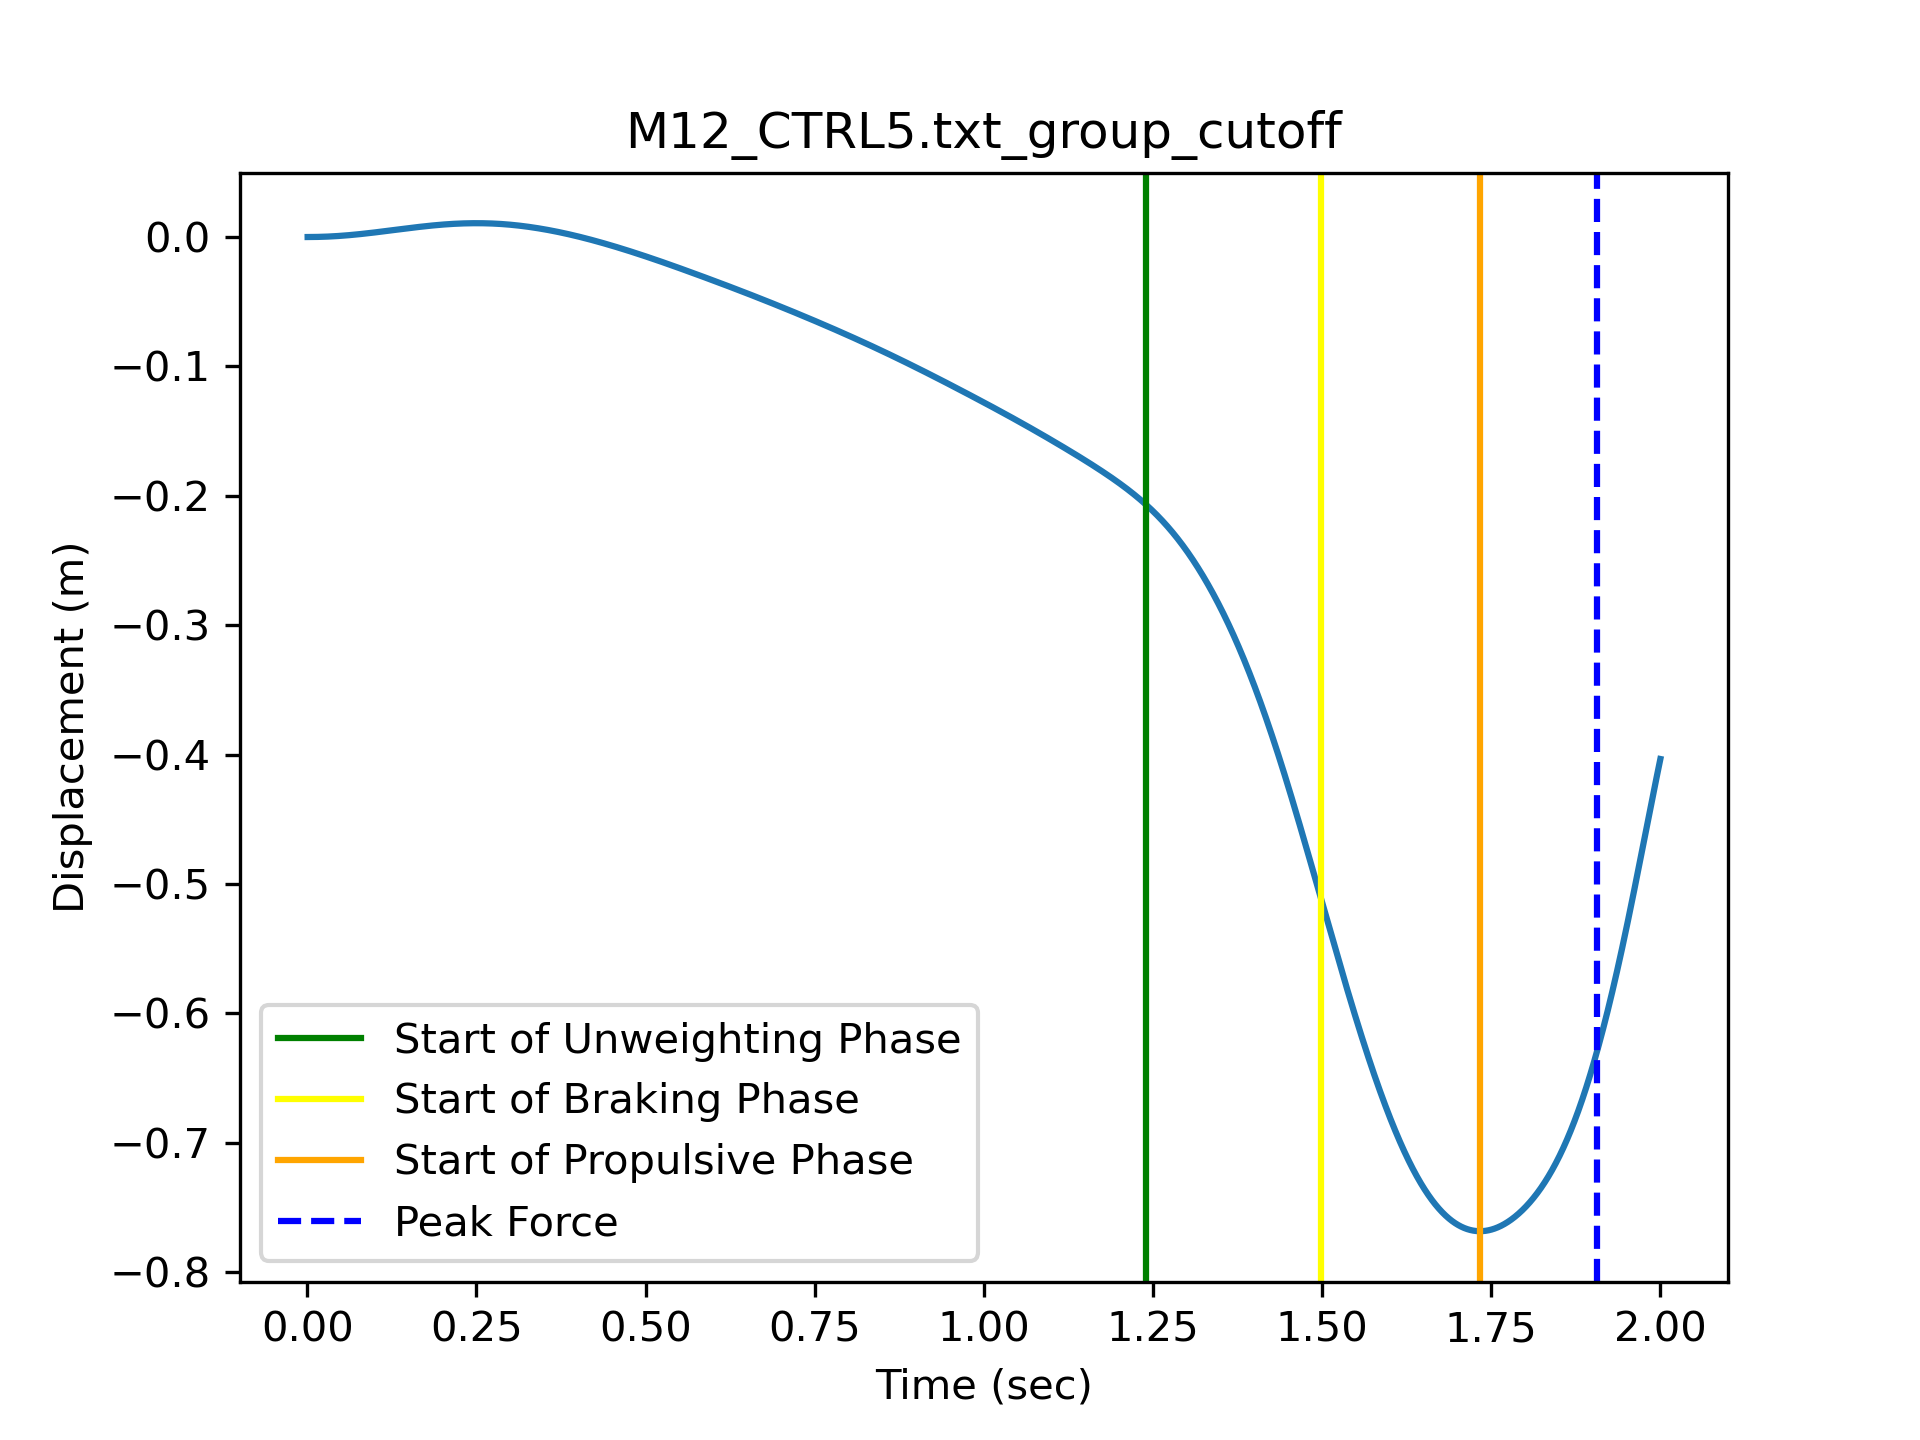 M12_CTRL5.txt_group_cutoff
0.0
−0.1
−0.2
−0.3
−0.4
−0.5
−0.6
−0.7
−0.8
Displacement (m)
Start of Unweighting Phase
Start of Braking Phase
Start of Propulsive Phase
Peak Force
0.00 0.25 0.50 0.75 1.00 1.25 1.50 1.75 2.00
Time (sec)